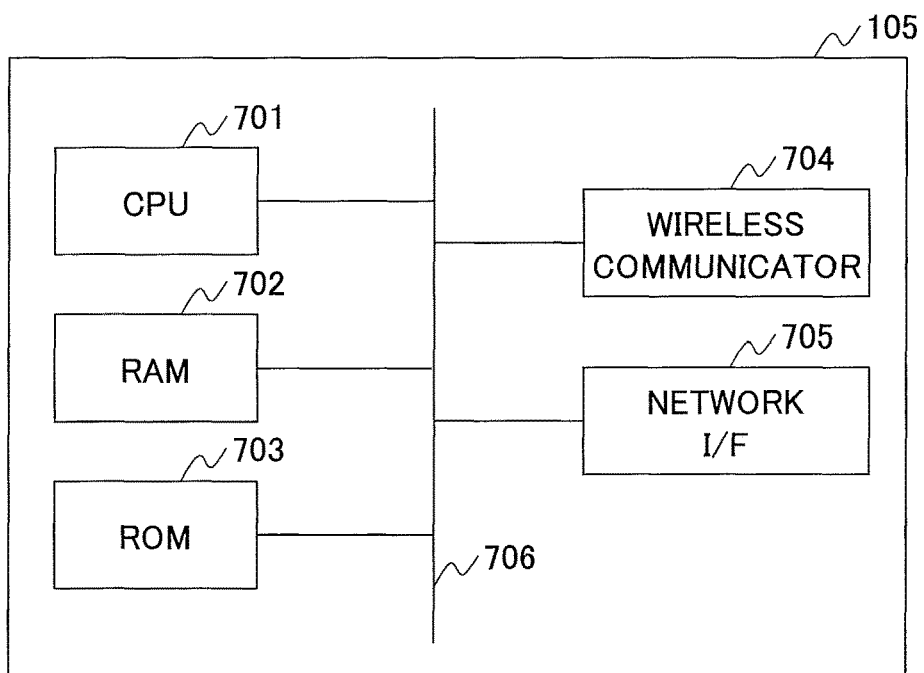 105
701
CPU
702
RAM
703
ROM
704
WIRELESS
COMMUNICATOR
705
NETWORK
I/F
706